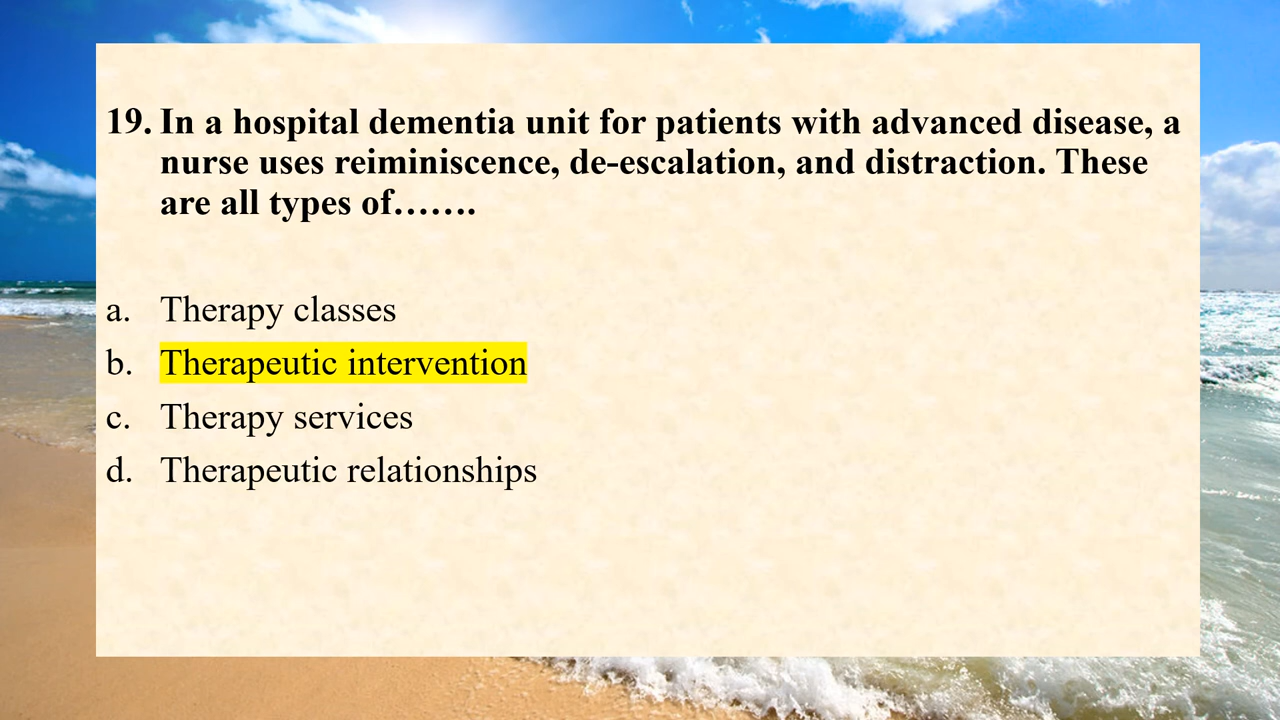 19. In a hospital dementia unit for patients with advanced disease, a
nurse uses reiminiscence, de-escalation, and distraction. These
are all types of…….
a. Therapy classes
b. Therapeutic intervention
c. Therapy services
d. Therapeutic relationships